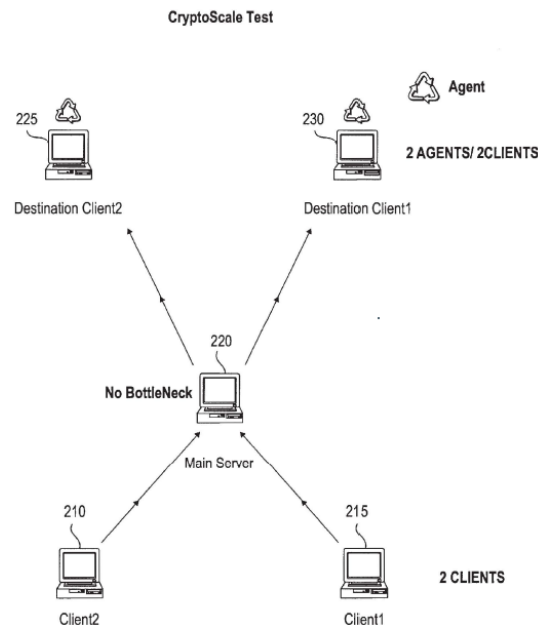 CryptoScale Test
Agent
225
230
2 AGENTS/ 2CLIENTS
Destination Client2
Destination Client1
220
No BottleNeck
Main Server
210
215
2 CLIENTS
Client2
Client1